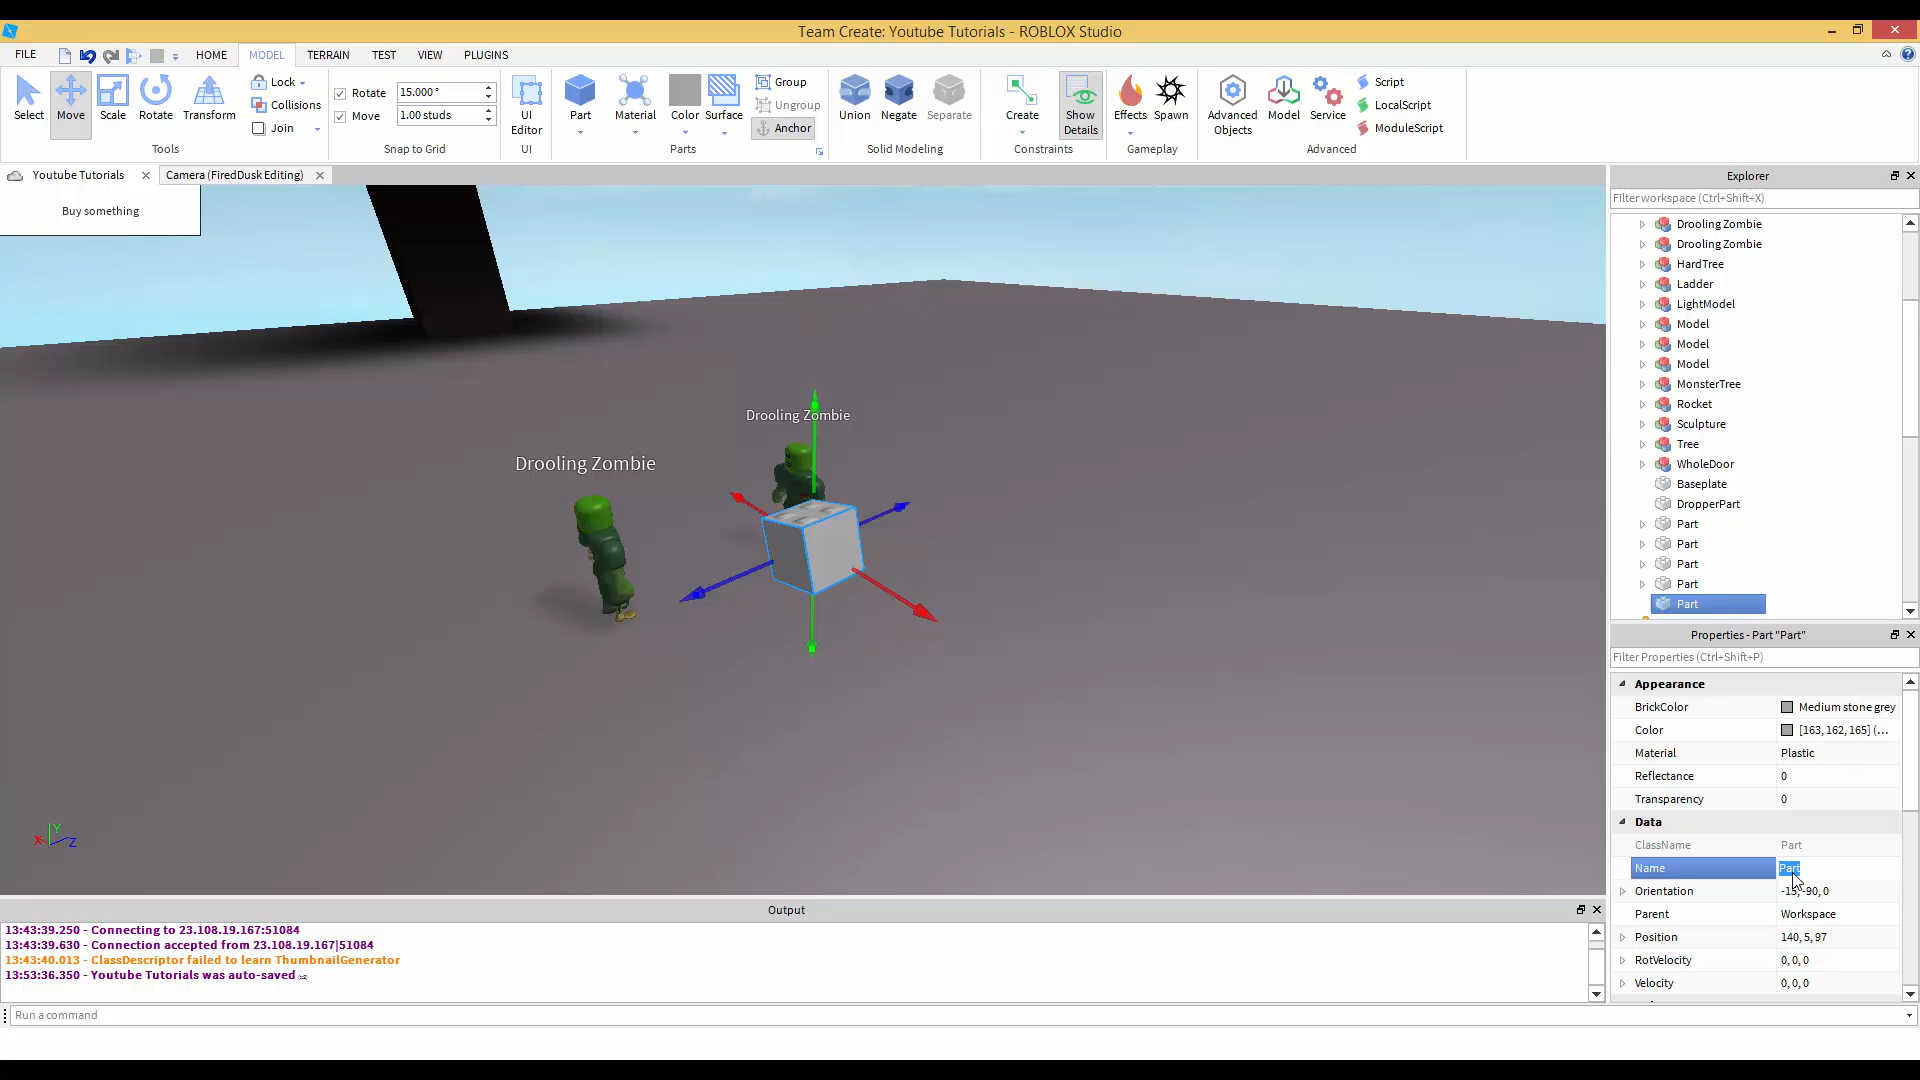 Team Create: Youtube Tutorials - ROBLOX Studio
FILE HOME MODEL TERRAIN TEST VIEW PLUGINS
Select Move Scale Rotate Transform
Lock
Collisions
Join
Tools
Rotate 15.000 °
Move 1.00 studs
Snap to Grid
UI Editor
UI
Part Material Color Surface
Group
Ungroup
Anchor
Parts
Union Negate Separate
Solid Modeling
Create Show Details
Constraints
Effects Spawn
Gameplay
Advanced Objects Model Service
Script
LocalScript
ModuleScript
Advanced
Youtube Tutorials
Camera (FiredDusk Editing)
Buy something
Drooling Zombie
Drooling Zombie
X Y Z
Explorer
Filter workspace (Ctrl+Shift+X)
Drooling Zombie
Drooling Zombie
HardTree
Ladder
LightModel
Model
Model
Model
MonsterTree
Rocket
Sculpture
Tree
WholeDoor
Baseplate
DropperPart
Part
Part
Part
Part
Part
Properties - Part "Part"
Filter Properties (Ctrl+Shift+P)
Appearance
BrickColor Medium stone grey
Color [163, 162, 165] (...
Material Plastic
Reflectance 0
Transparency 0
Data
ClassName Part
Name Part
Orientation -15, -90, 0
Parent Workspace
Position 140, 5, 97
RotVelocity 0, 0, 0
Velocity 0, 0, 0
Output
13:43:39.250 - Connecting to 23.108.19.167:51084
13:43:39.630 - Connection accepted from 23.108.19.167|51084
13:43:40.013 - ClassDescriptor failed to learn ThumbnailGenerator
13:53:36.350 - Youtube Tutorials was auto-saved
Run a command